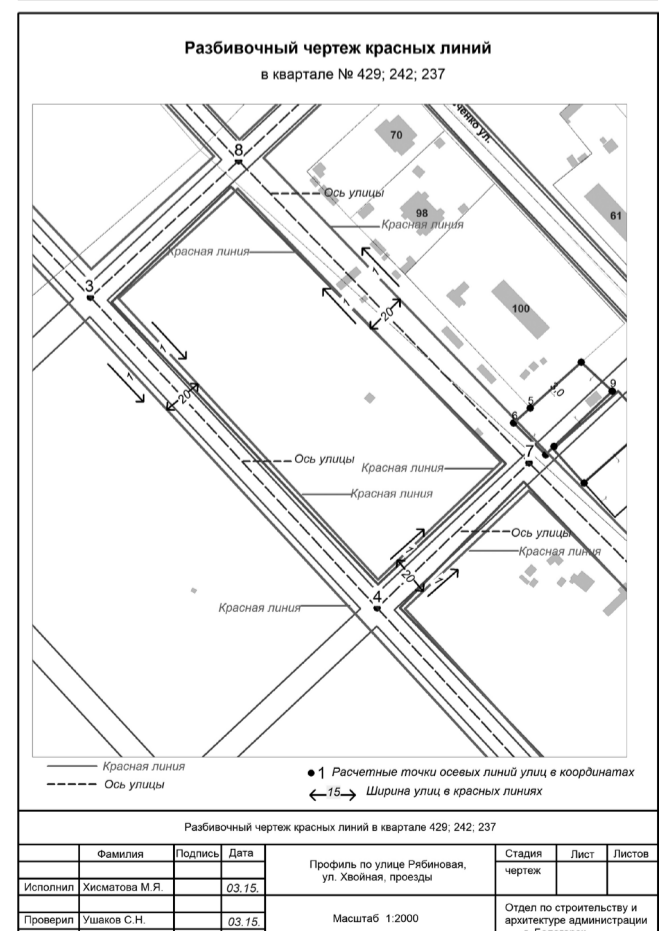 Разбивочный чертеж красных линий
в квартале № 429; 242; 237
70
8
Ось улицы
98
61
Красная линия
Красная линия
3
20
100
20
5
9
6
7
Ось улицы
Красная линия
Красная линия
Ось улицы
Красная линия
20
4
Красная линия
Красная линия
Ось улицы
1 Расчетные точки осевых линий улиц в координатах
15 Ширина улиц в красных линиях
Разбивочный чертеж красных линий в квартале 429; 242; 237
Фамилия Подпись Дата
Профиль по улице Рябиновая,
ул. Хвойная, проезды
Стадия Лист Листов
чертеж
Исполнил Хисматова М.Я. 03.15.
Проверил Ушаков С.Н. 03.15.
Масштаб 1:2000
Отдел по строительству и
архитектуре администрации